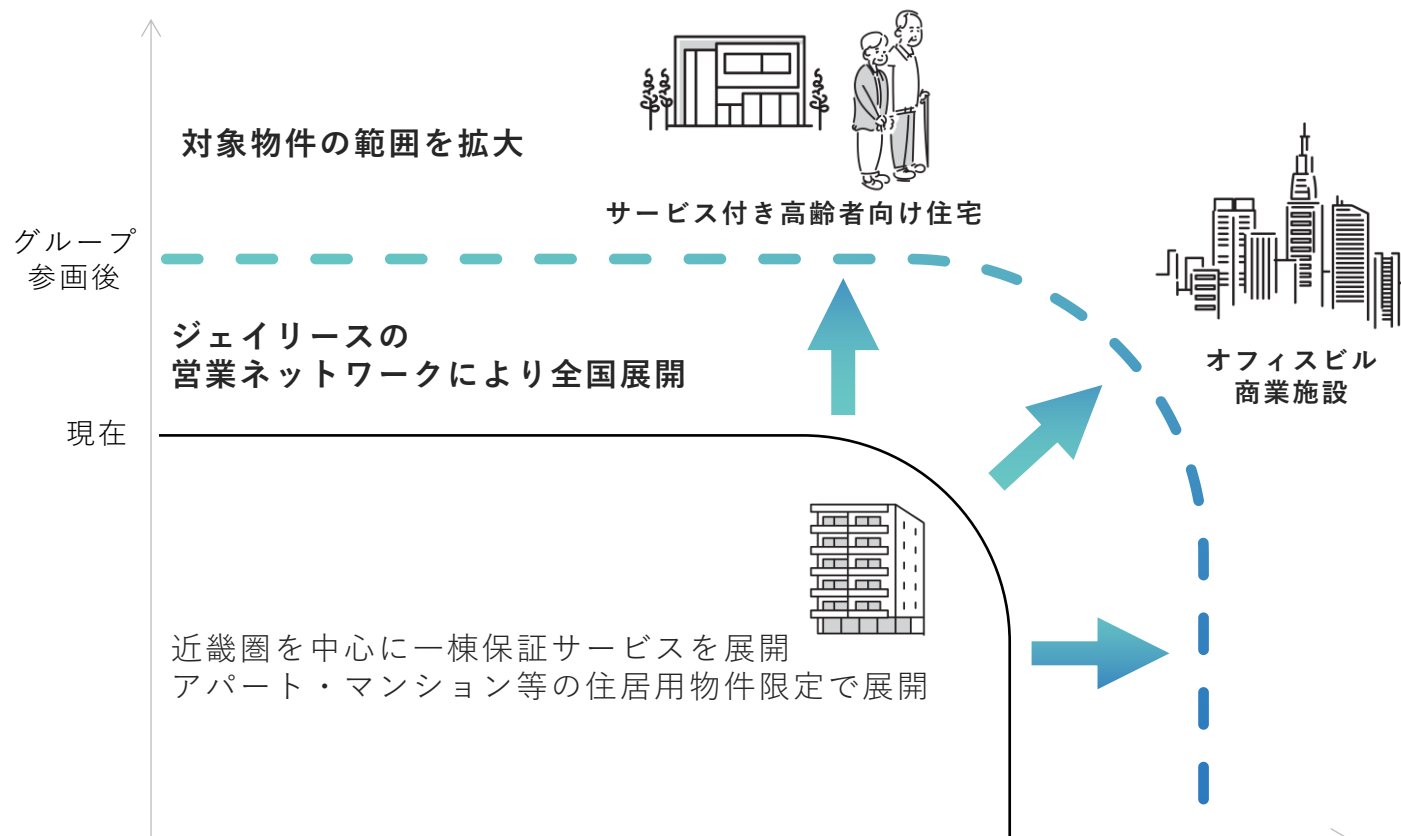 対象物件の範囲を拡大
サービス付き高齢者向け住宅
グループ
参画後
ジェイリースの
営業ネットワークにより全国展開
オフィスビル
商業施設
現在
近畿圏を中心に一棟保証サービスを展開
アパート・マンション等の住居用物件限定で展開